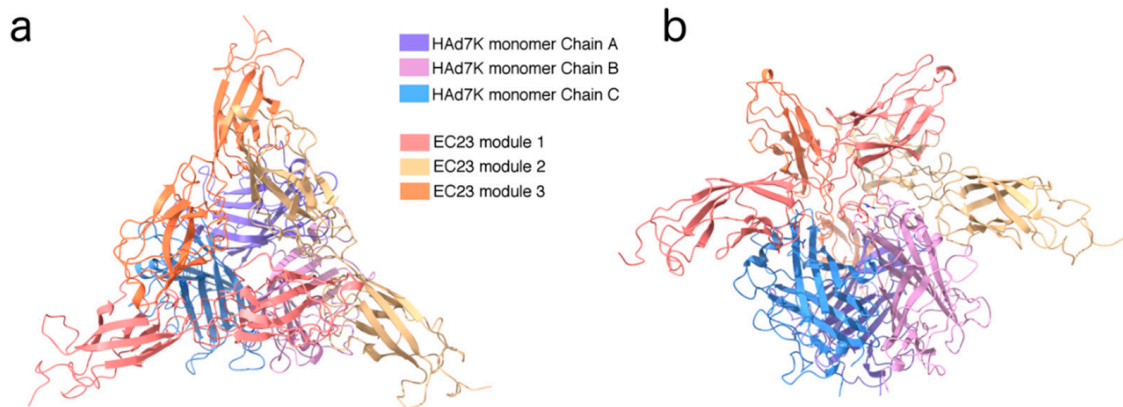 a
HAd7K monomer Chain A
HAd7K monomer Chain B
HAd7K monomer Chain C
EC23 module 1
EC23 module 2
EC23 module 3
b